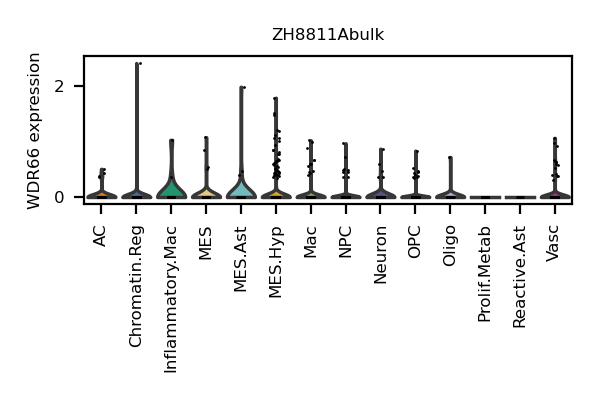 ZH8811Abulk
WDR66 expression
2
0
AC
Chromatin.Reg
Inflammatory.Mac
MES
MES.Ast
MES.Hyp
Mac
NPC
Neuron
OPC
Oligo
Prolif.Metab
Reactive.Ast
Vasc